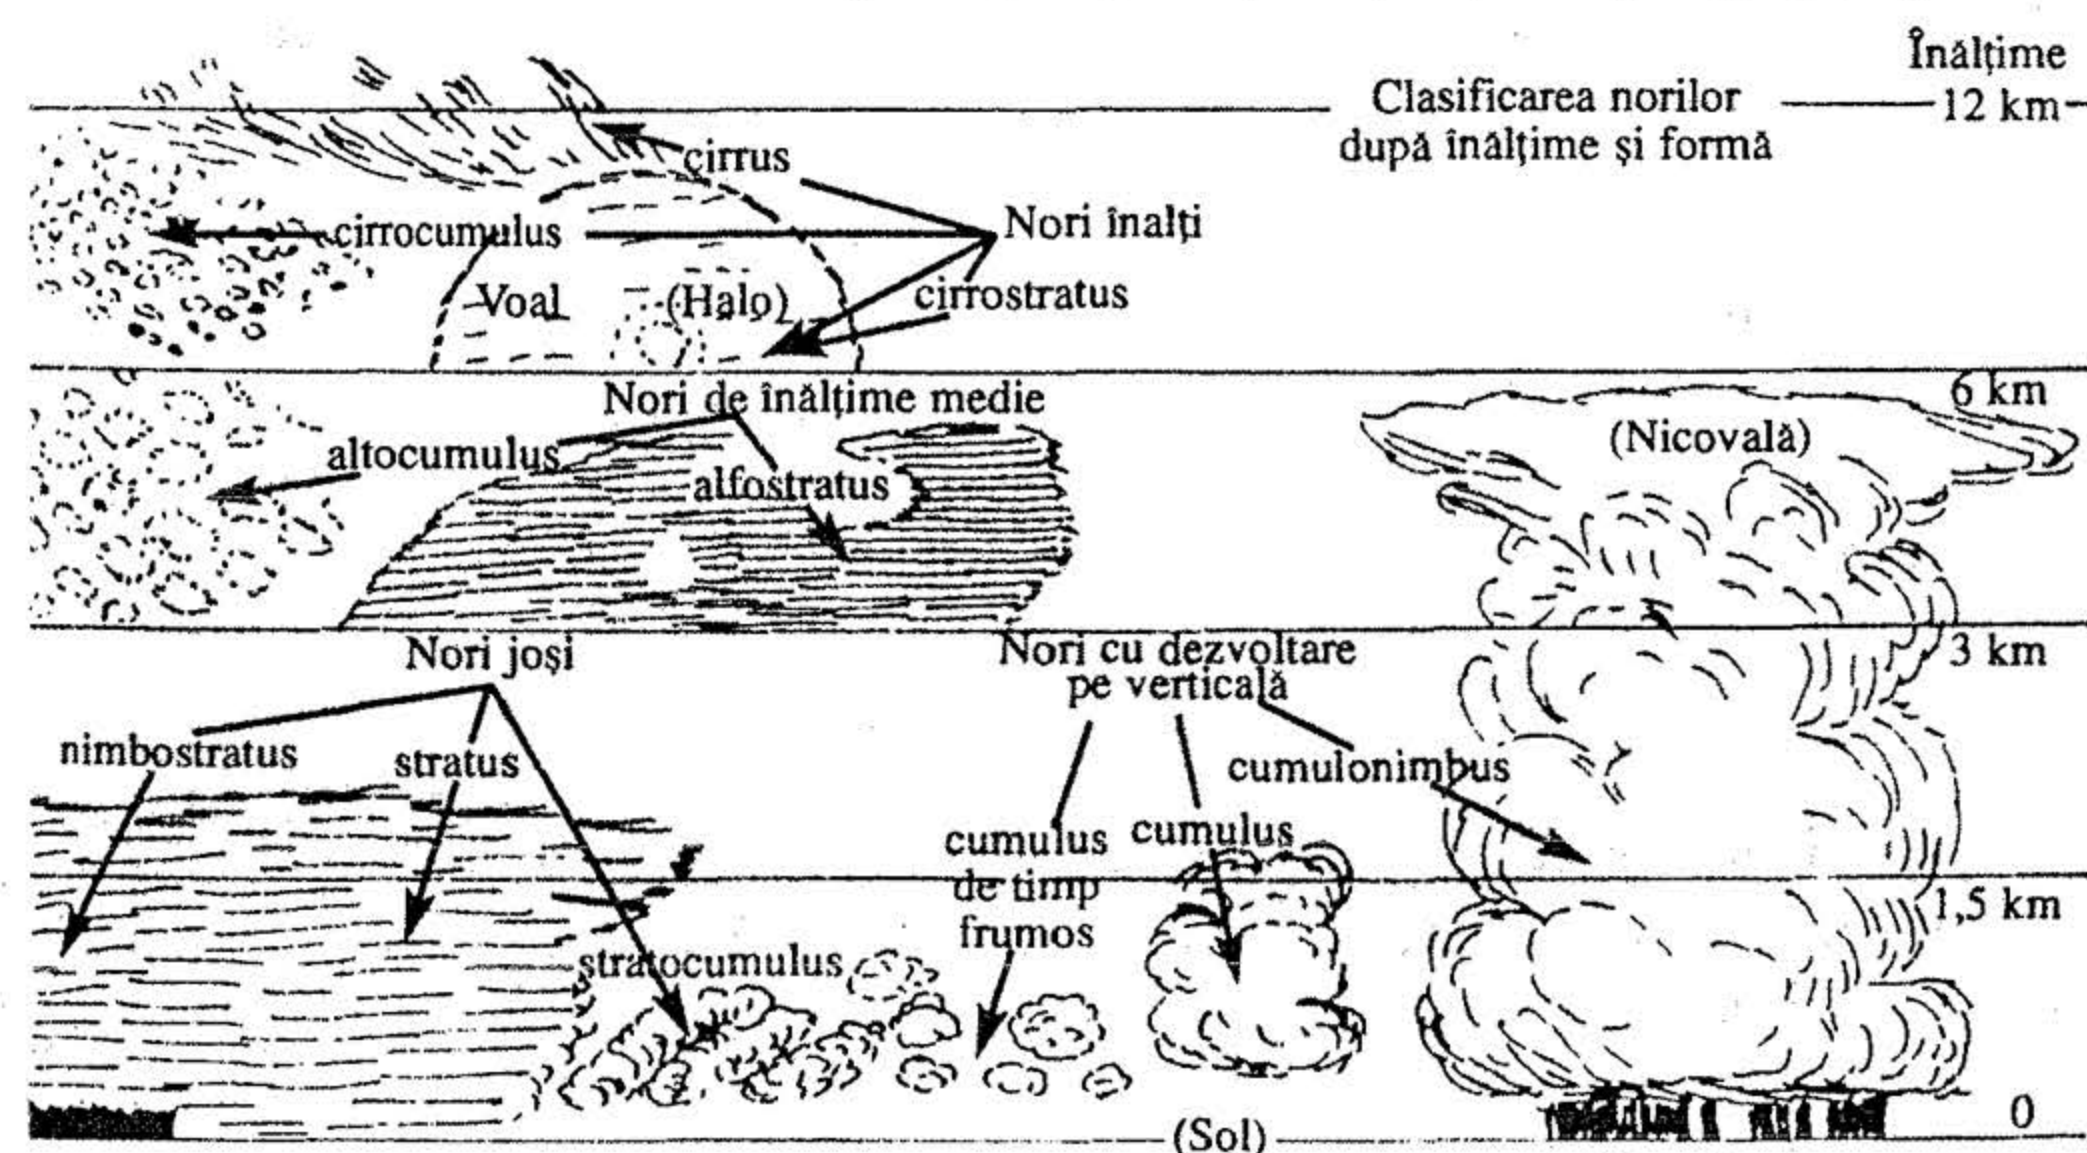 Înălțime
Clasificarea norilor
12 km
după înălțime și formă
cirrus
Nori înalți
cirrocumulus
Voal
(Halo)
cirrostratus
6 km
Nori de înălțime medie
(Nicovală)
altocumulus
alfostratus
Nori joși
Nori cu dezvoltare
3 km
pe verticală
nimbostratus
stratus
cumulonimbus
cumulus
cumulus
de timp
frumos
1,5 km
stratocumulus
0
(Sol)